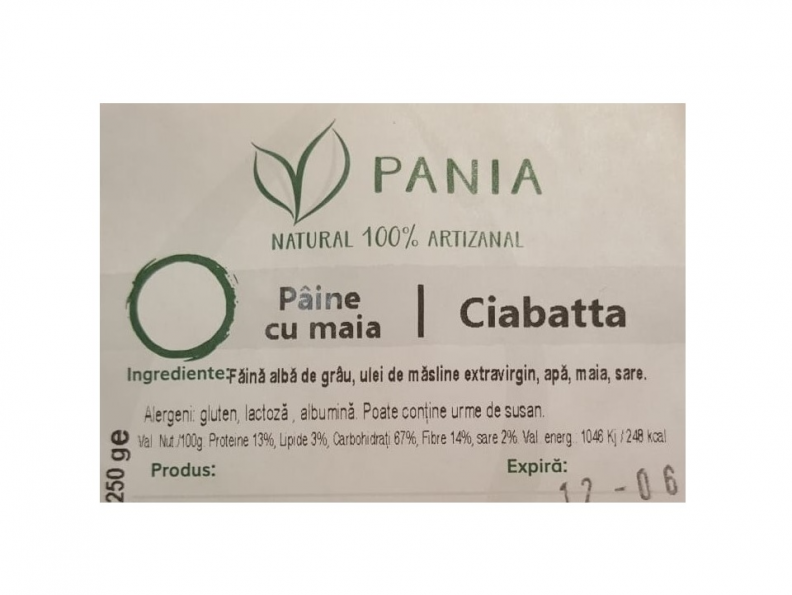 PANIA
NATURAL 100% ARTIZANAL
Pâine
cu maia | Ciabatta
Ingrediente: Făină albă de grâu, ulei de măsline extravirgin, apă, maia, sare.
Alergeni: gluten, lactoză , albumină. Poate conține urme de susan.
Val. Nut./100g: Proteine 13%, Lipide 3%, Carbohidrați 67%, Fibre 14%, sare 2%. Val. energ.: 1046 Kj / 248 kcal
250 ge
Produs:
Expiră:
-06